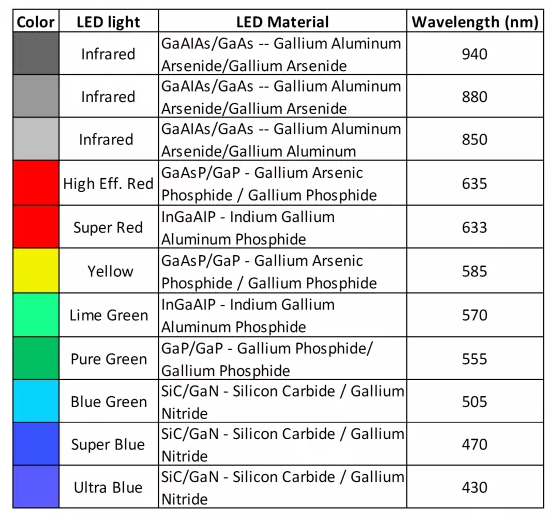 Color LED light LED Material Wavelength (nm)
Infrared GaAlAs/GaAs -- Gallium Aluminum 940
Arsenide/Gallium Arsenide
Infrared GaAlAs/GaAs -- Gallium Aluminum 880
Arsenide/Gallium Arsenide
Infrared GaAlAs/GaAs -- Gallium Aluminum 850
Arsenide/Gallium Aluminum
High Eff. Red GaAsP/GaP - Gallium Arsenic 635
Phosphide / Gallium Phosphide
Super Red InGaAIP - Indium Gallium 633
Aluminum Phosphide
Yellow GaAsP/GaP - Gallium Arsenic 585
Phosphide / Gallium Phosphide
Lime Green InGaAIP - Indium Gallium 570
Aluminum Phosphide
Pure Green GaP/GaP - Gallium Phosphide/ 555
Gallium Phosphide
Blue Green SiC/GaN - Silicon Carbide / Gallium 505
Nitride
Super Blue SiC/GaN - Silicon Carbide / Gallium 470
Nitride
Ultra Blue SiC/GaN - Silicon Carbide / Gallium 430
Nitride